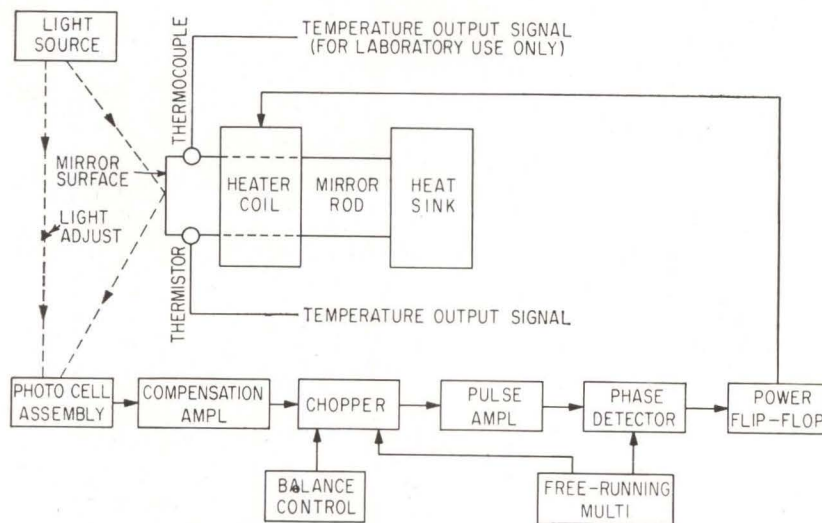 LIGHT
SOURCE
TEMPERATURE OUTPUT SIGNAL
(FOR LABORATORY USE ONLY)
THERMOCOUPLE
MIRROR
SURFACE
HEATER
COIL
MIRROR
ROD
HEAT
SINK
LIGHT
ADJUST
THERMISTOR
TEMPERATURE OUTPUT SIGNAL
PHOTO CELL
ASSEMBLY
COMPENSATION
AMPL
CHOPPER
PULSE
AMPL
PHASE
DETECTOR
POWER
FLIP-FLOP
BALANCE
CONTROL
FREE-RUNNING
MULTI